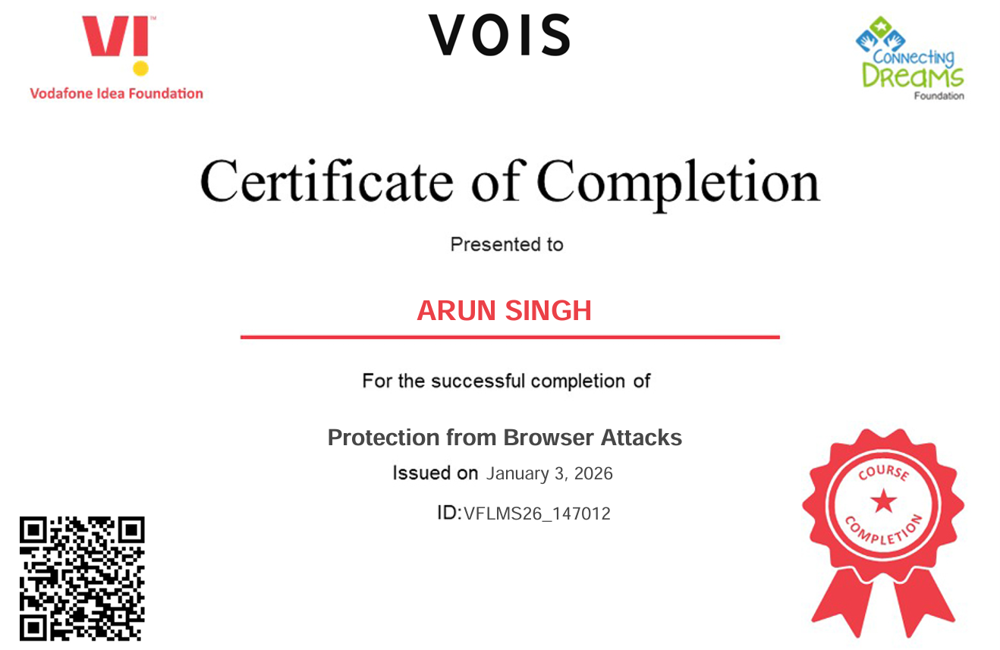 VI™
Vodafone Idea Foundation
VOIS
Connecting
Dreams
Foundation
Certificate of Completion
Presented to
ARUN SINGH
For the successful completion of
Protection from Browser Attacks
Issued on January 3, 2026
ID:VFLMS26_147012
COURSE
COMPLETION